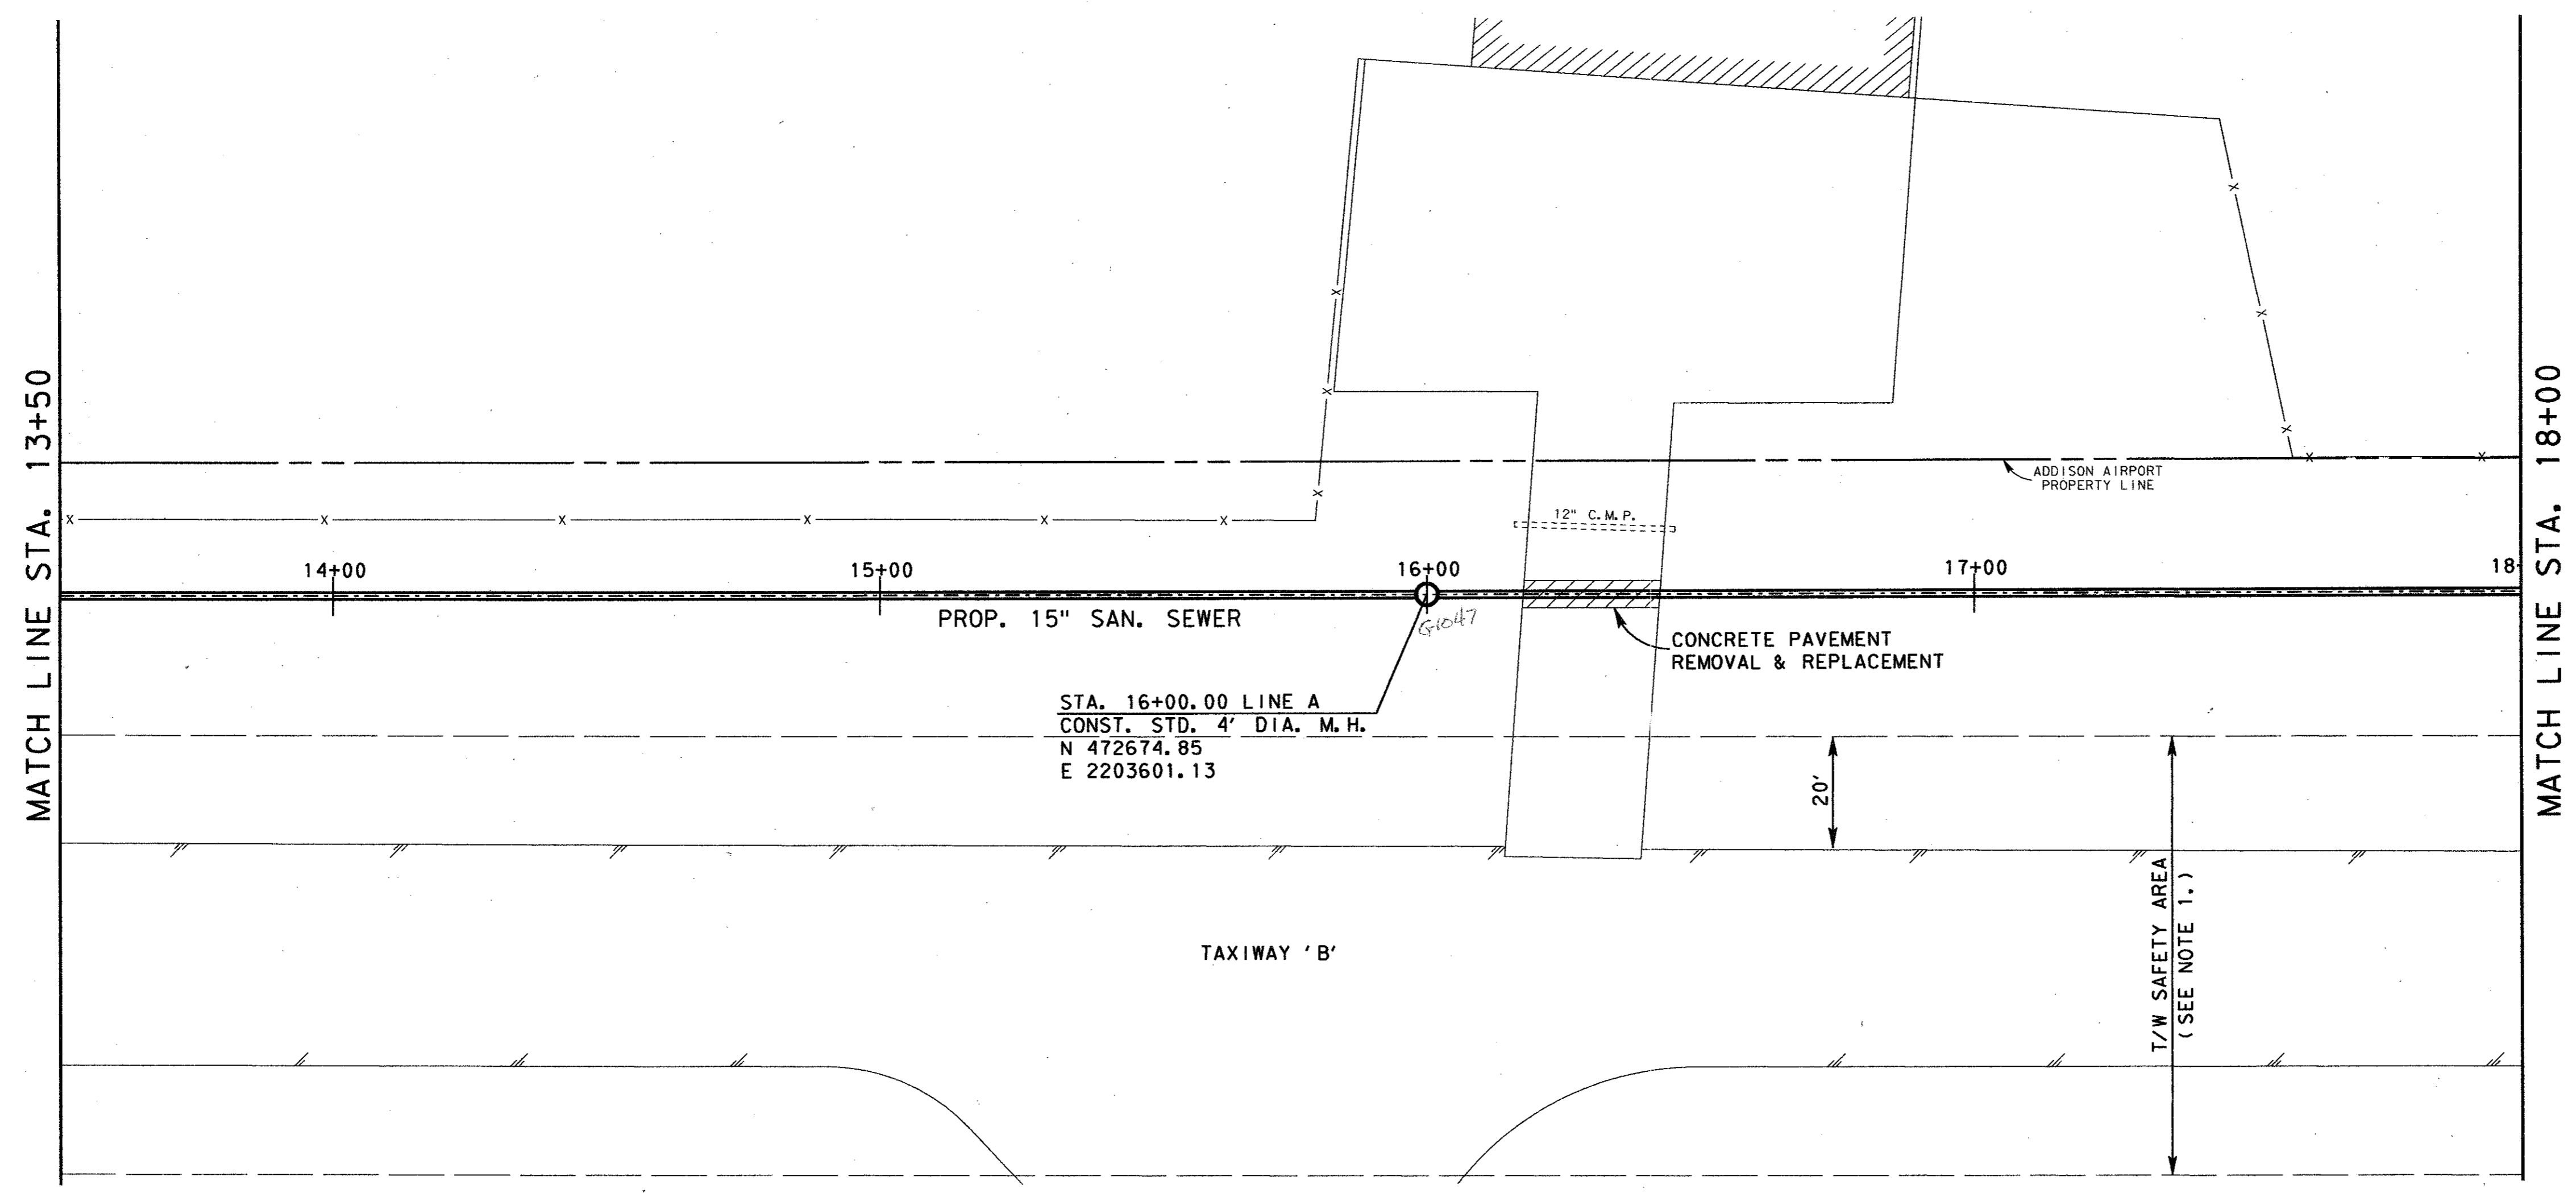 MATCH LINE STA. 13+50
MATCH LINE STA. 18+00
ADDISON AIRPORT
PROPERTY LINE
12" C.M.P.
14+00
15+00
16+00
17+00
18
PROP. 15" SAN. SEWER
G1047
CONCRETE PAVEMENT
REMOVAL & REPLACEMENT
STA. 16+00.00 LINE A
CONST. STD. 4' DIA. M.H.
N 472674.85
E 2203601.13
20'
T/W SAFETY AREA
(SEE NOTE 1.)
TAXIWAY 'B'